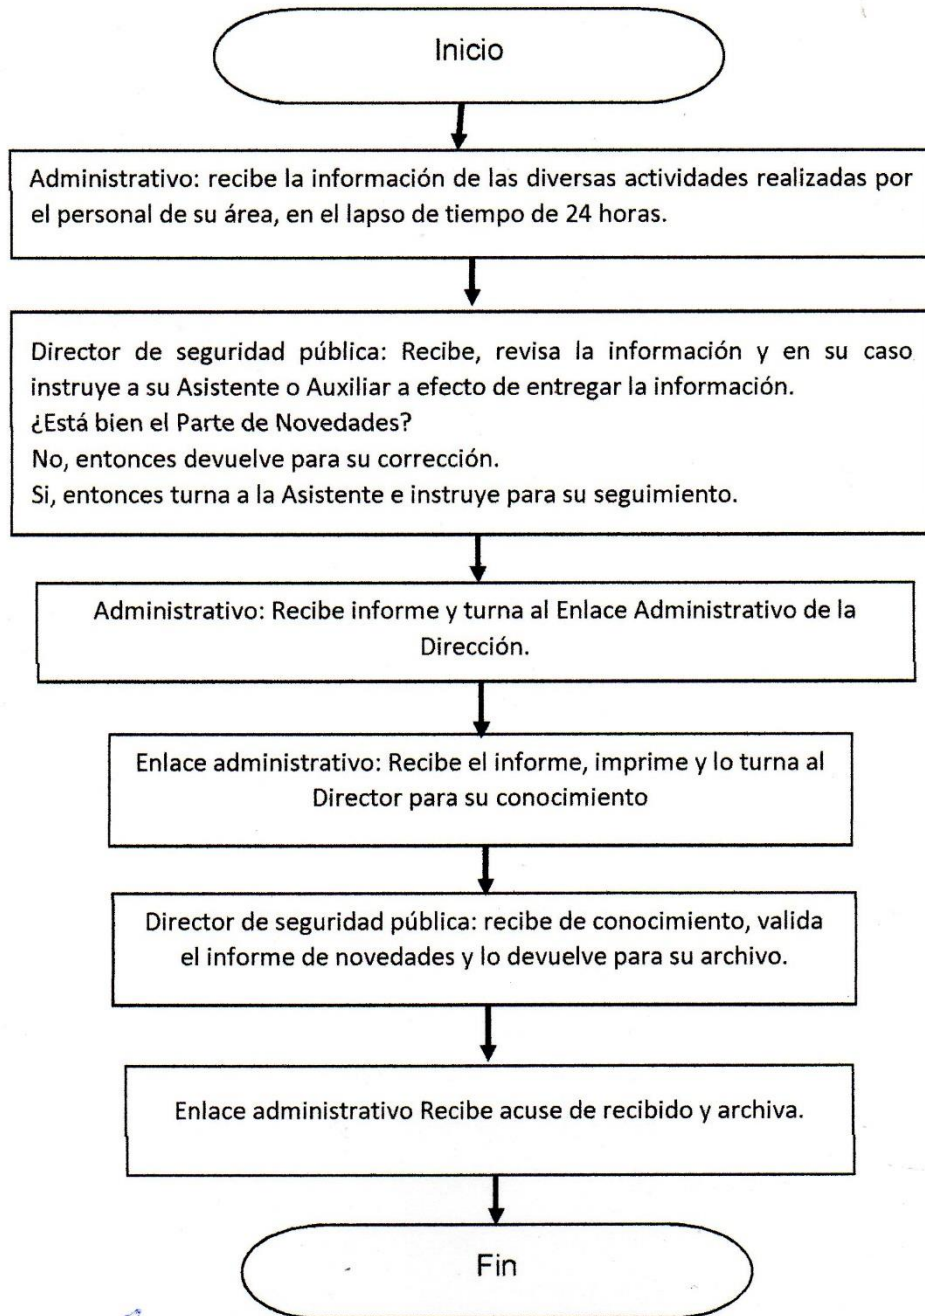 Inicio
Administrativo: recibe la información de las diversas actividades realizadas por
el personal de su área, en el lapso de tiempo de 24 horas.
Director de seguridad pública: Recibe, revisa la información y en su caso
instruye a su Asistente o Auxiliar a efecto de entregar la información.
¿Está bien el Parte de Novedades?
No, entonces devuelve para su corrección.
Si, entonces turna a la Asistente e instruye para su seguimiento.
Administrativo: Recibe informe y turna al Enlace Administrativo de la
Dirección.
Enlace administrativo: Recibe el informe, imprime y lo turna al
Director para su conocimiento
Director de seguridad pública: recibe de conocimiento, valida
el informe de novedades y lo devuelve para su archivo.
Enlace administrativo Recibe acuse de recibido y archiva.
Fin